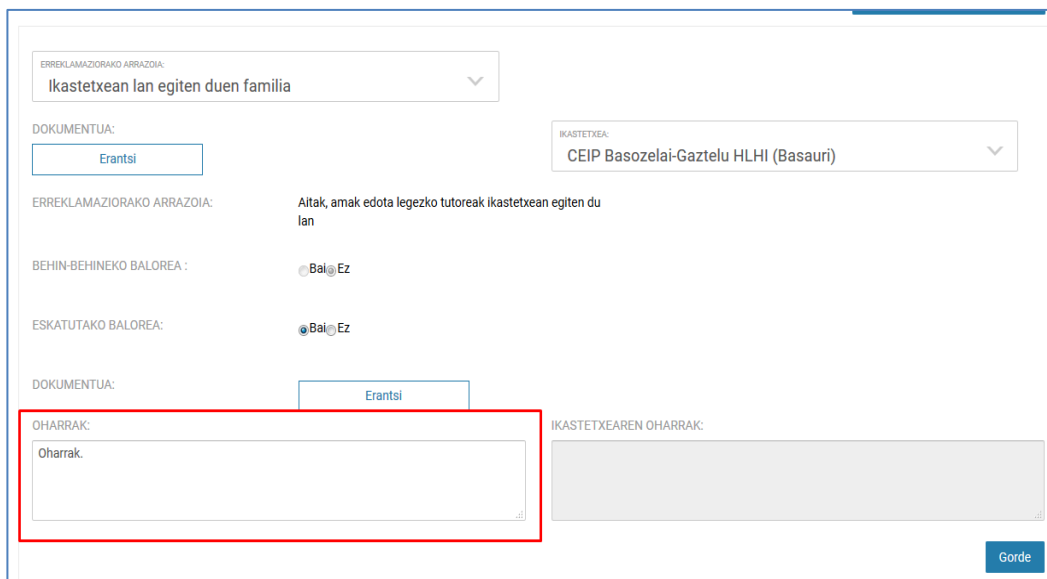 ERREKLAMAZIORAKO ARRAZOIA:
Ikastetxean lan egiten duen familia
DOKUMENTUA:
Erantsi
IKASTETXEA:
CEIP Basozelai-Gaztelu HLHI (Basauri)
ERREKLAMAZIORAKO ARRAZOIA:
Aitak, amak edota legezko tutoreak ikastetxean egiten du
lan
BEHIN-BEHINEKO BALOREA :
Bai Ez
ESKATUTAKO BALOREA:
Bai Ez
DOKUMENTUA:
Erantsi
OHARRAK:
Oharrak.
IKASTETXEAREN OHARRAK:
Gorde